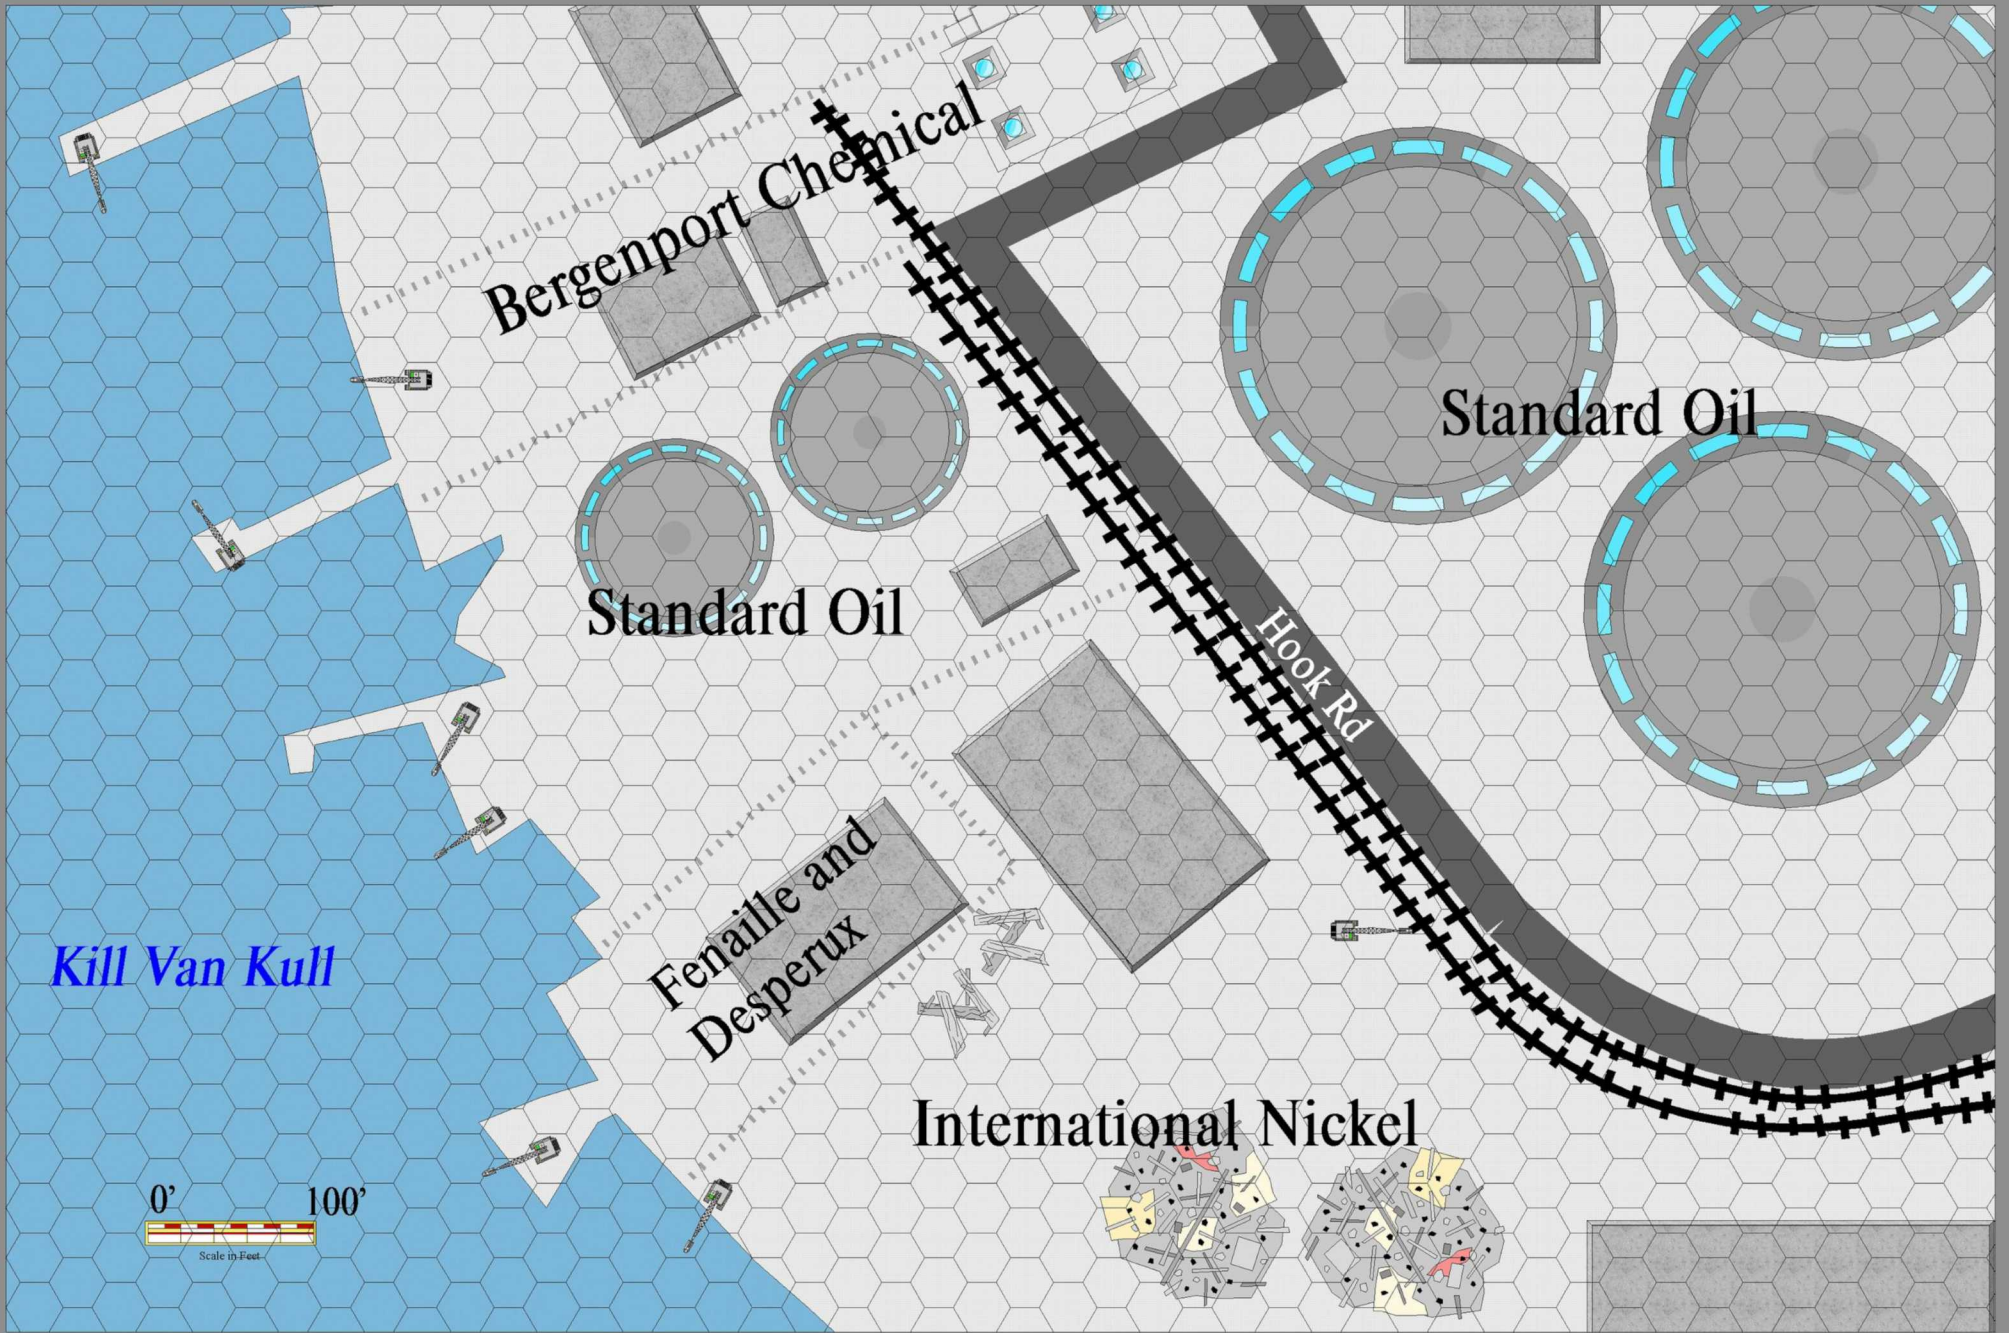 Bergenport Chemical
Standard Oil
Standard Oil
Hook Rd
Fenaille and
Desperux
Kill Van Kull
International Nickel
0' 100'
Scale in Feet